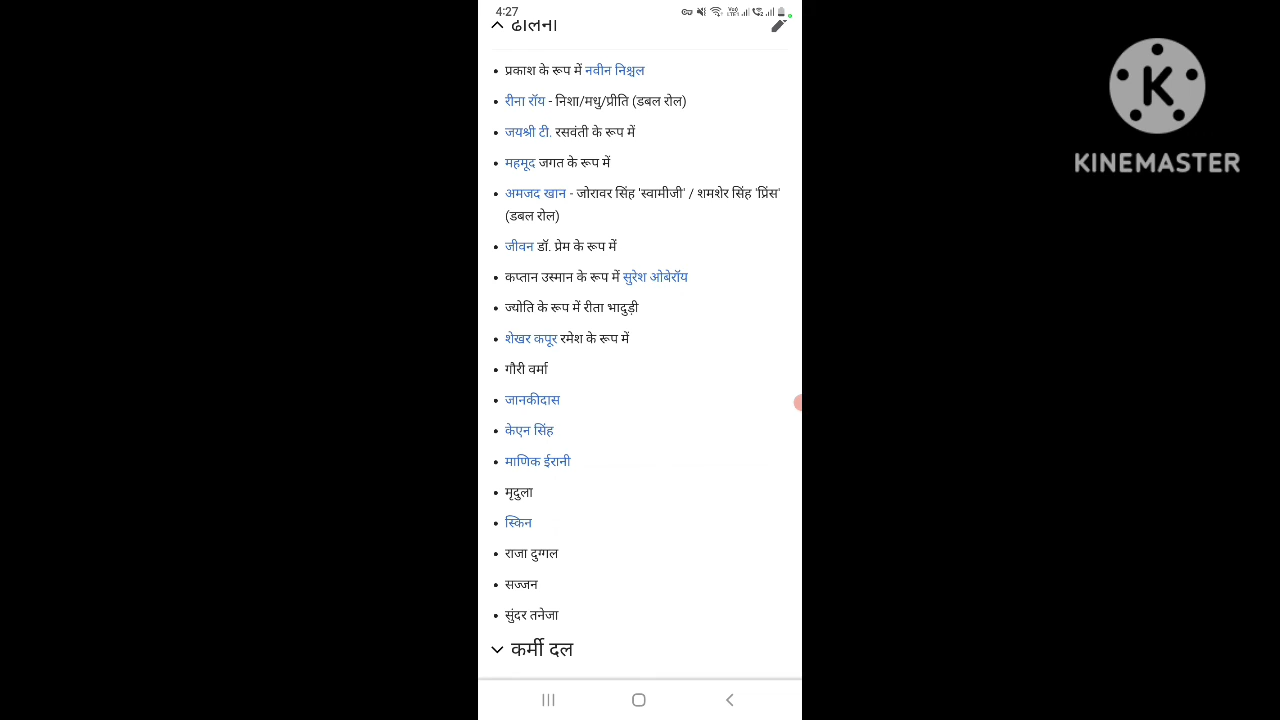 4:27
ढालना
प्रकाश के रूप में नवीन निश्चल
रीना रॉय - निशा/मधु/प्रीति (डबल रोल)
जयश्री टी. रसवंती के रूप में
महमूद जगत के रूप में
अमजद खान - जोरावर सिंह 'स्वामीजी' / शमशेर सिंह 'प्रिंस'
(डबल रोल)
जीवन डॉ. प्रेम के रूप में
कप्तान उस्मान के रूप में सुरेश ओबेरॉय
ज्योति के रूप में रीता भादुड़ी
शेखर कपूर रमेश के रूप में
गौरी वर्मा
जानकीदास
केएन सिंह
माणिक ईरानी
मृदुला
स्किन
राजा दुग्गल
सज्जन
सुंदर तनेजा
कर्मी दल
KINEMASTER